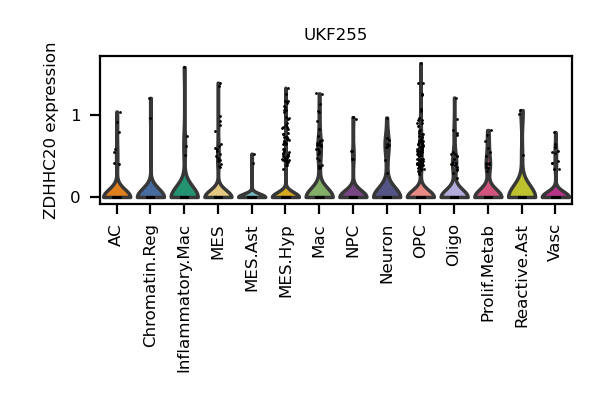 UKF255
ZDHHC20 expression
1
0
AC
Chromatin.Reg
Inflammatory.Mac
MES
MES.Ast
MES.Hyp
Mac
NPC
Neuron
OPC
Oligo
Prolif.Metab
Reactive.Ast
Vasc